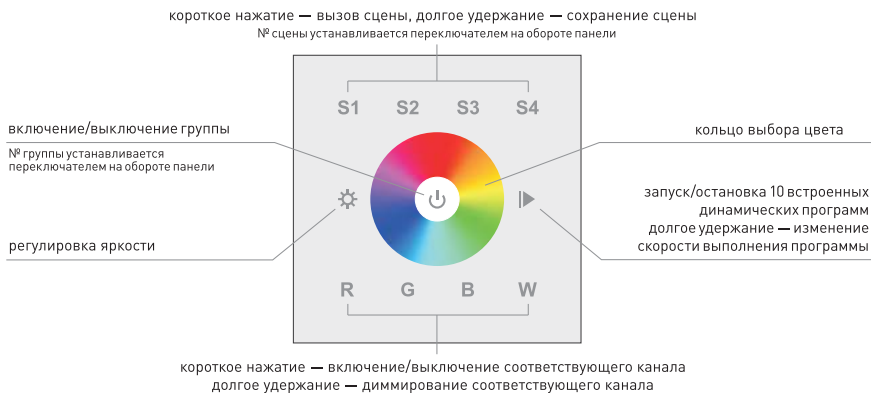 короткое нажатие — вызов сцены, долгое удержание — сохранение сцены
№ сцены устанавливается переключателем на обороте панели
S1 S2 S3 S4
включение/выключение группы
№ группы устанавливается
переключателем на обороте панели
кольцо выбора цвета
регулировка яркости
запуск/остановка 10 встроенных
динамических программ
долгое удержание — изменение
скорости выполнения программы
R G B W
короткое нажатие — включение/выключение соответствующего канала
долгое удержание — диммирование соответствующего канала